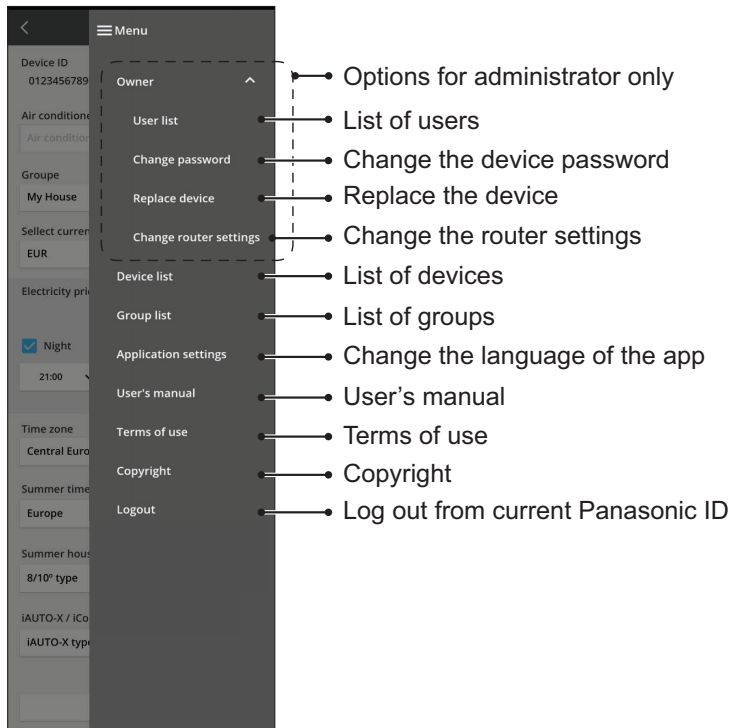 Menu
Device ID
0123456789
Owner
Options for administrator only
Air conditione
Air condition
User list
List of users
Change password
Change the device password
Groupe
My House
Replace device
Replace the device
Sellect curren
EUR
Change router settings
Change the router settings
Device list
List of devices
Electricity pri
Group list
List of groups
Night
Application settings
Change the language of the app
21:00
User's manual
User’s manual
Time zone
Central Euro
Terms of use
Terms of use
Copyright
Copyright
Summer time
Europe
Logout
Log out from current Panasonic ID
Summer hous
8/10º type
iAUTO-X / iCo
iAUTO-X type